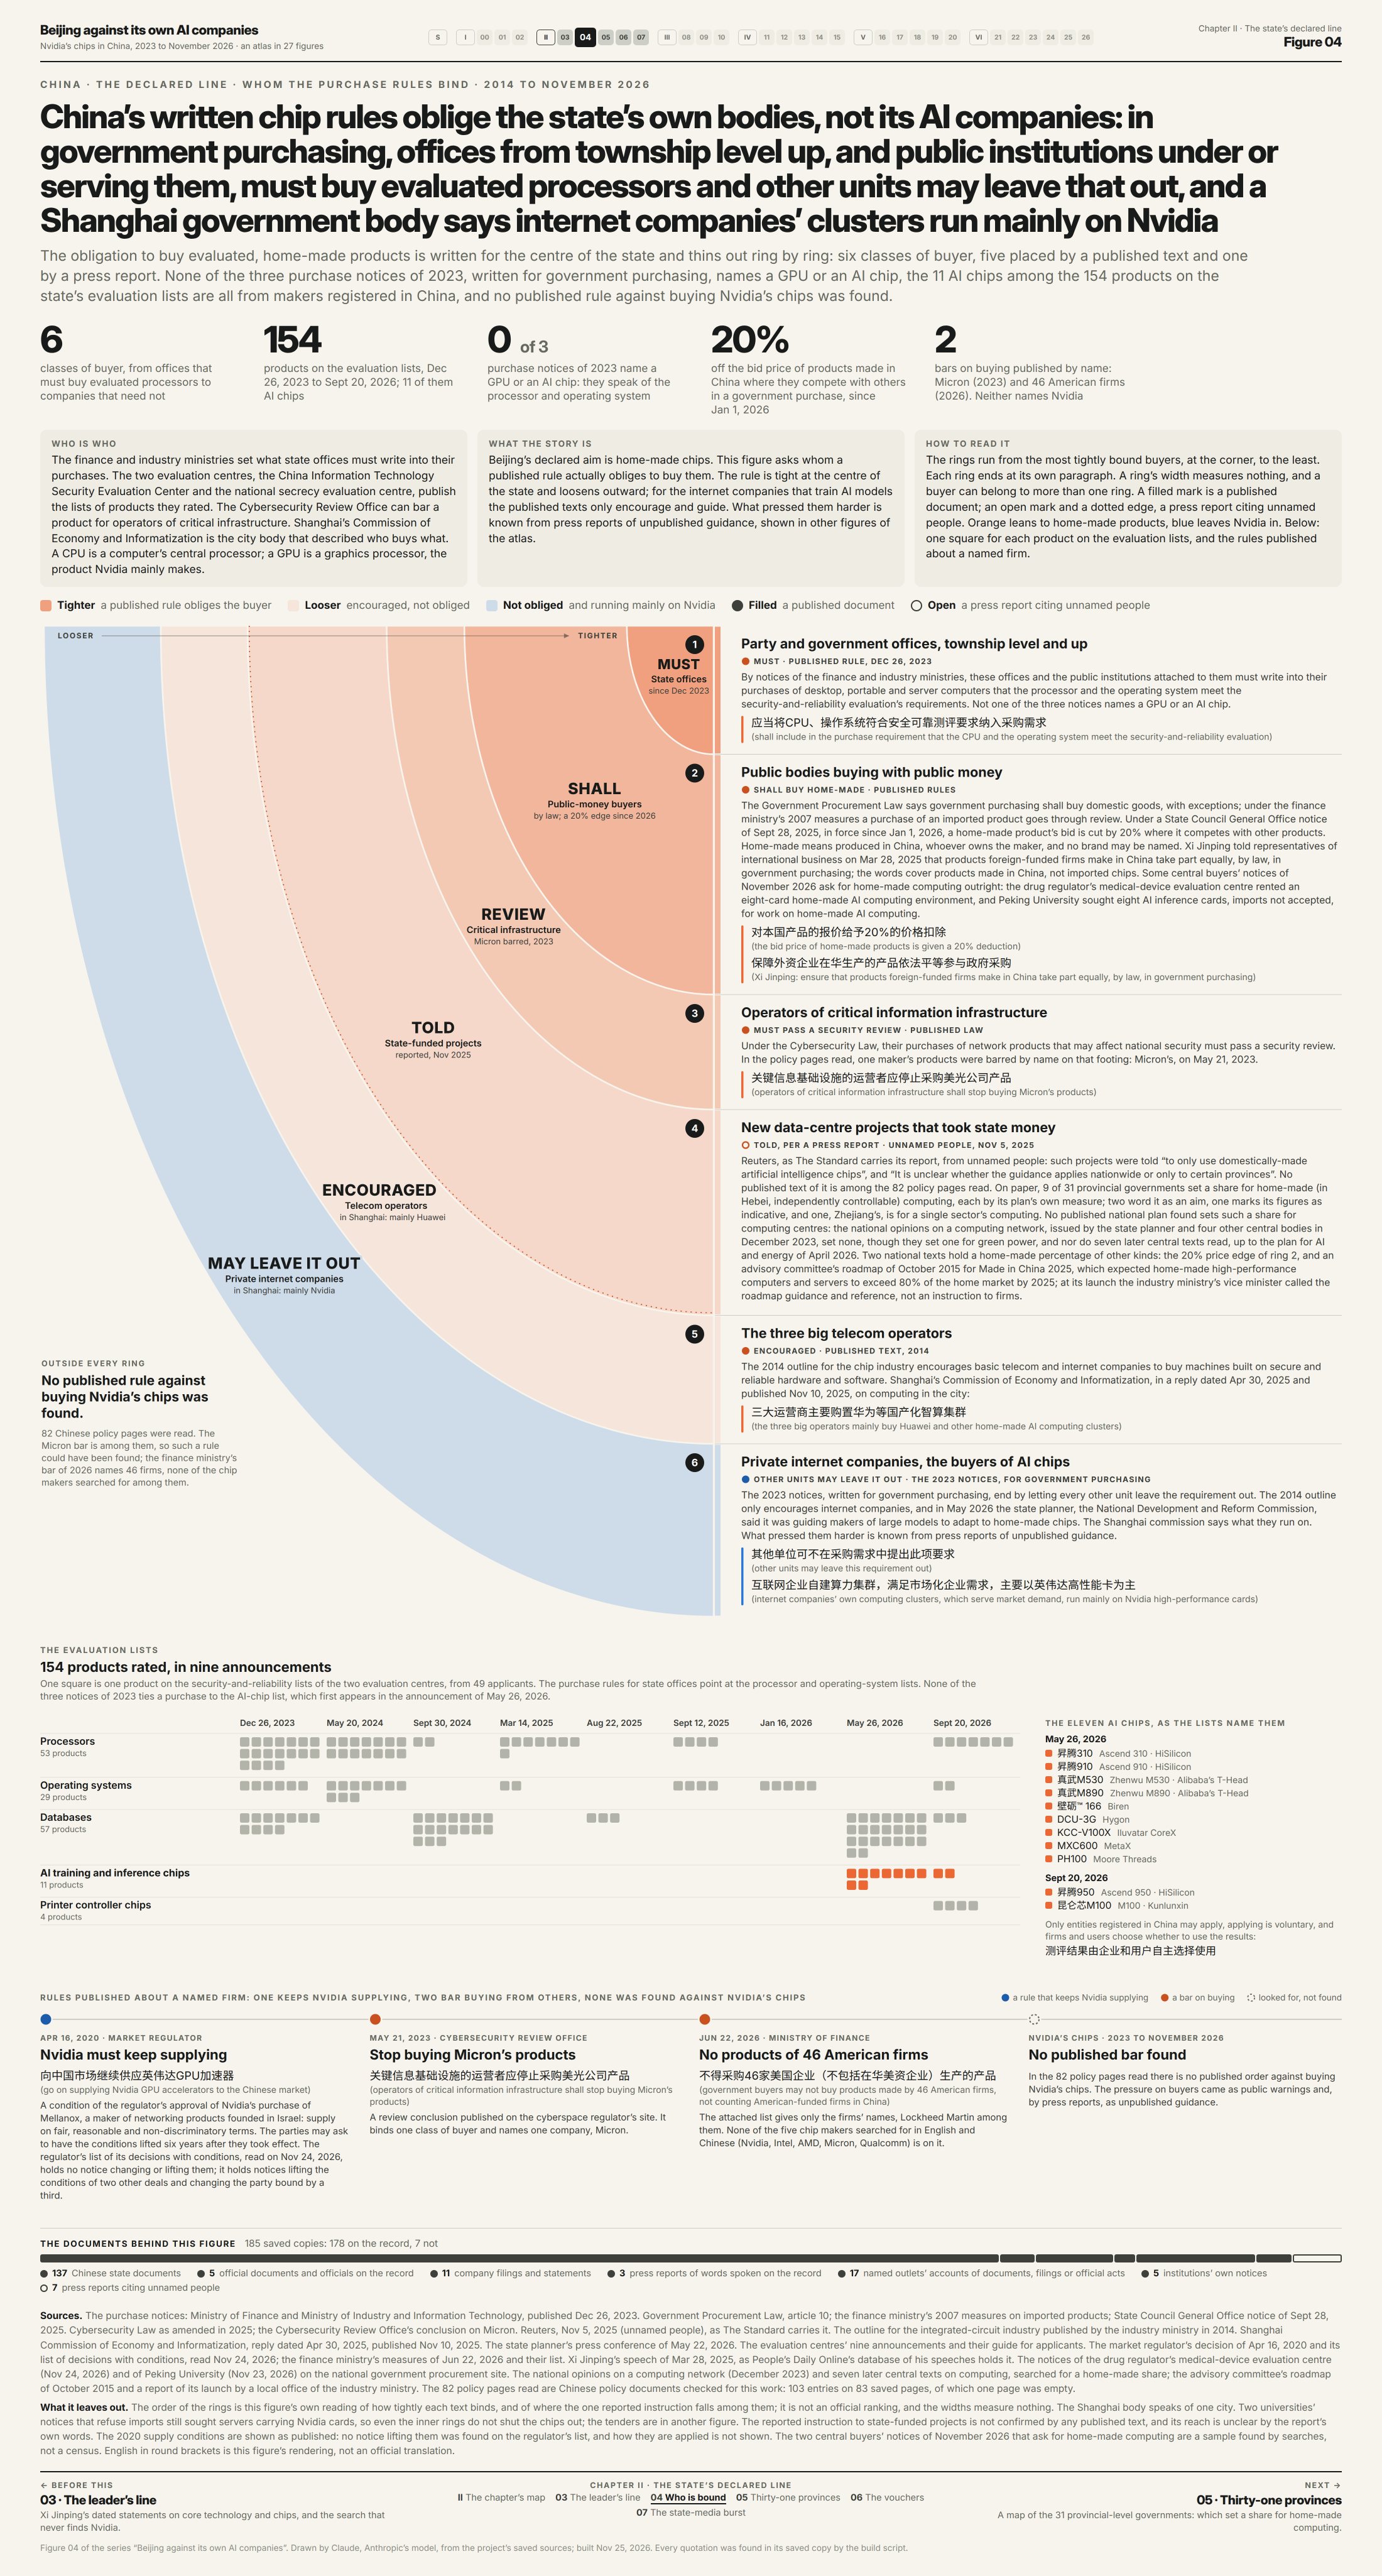 Beijing against its own AI companies
Nvidia’s chips in China, 2023 to November 2026 · an atlas in 27 figures
S I 00 01 02 II 03 04 05 06 07 III 08 09 10 IV 11 12 13 14 15 V 16 17 18 19 20 VI 21 22 23 24 25 26
Chapter II · The state’s declared line
Figure 04
CHINA · THE DECLARED LINE · WHOM THE PURCHASE RULES BIND · 2014 TO NOVEMBER 2026
China’s written chip rules oblige the state’s own bodies, not its AI companies: in
government purchasing, offices from township level up, and public institutions under or
serving them, must buy evaluated processors and other units may leave that out, and a
Shanghai government body says internet companies’ clusters run mainly on Nvidia
The obligation to buy evaluated, home-made products is written for the centre of the state and thins out ring by ring: six classes of buyer, five placed by a published text and one
by a press report. None of the three purchase notices of 2023, written for government purchasing, names a GPU or an AI chip, the 11 AI chips among the 154 products on the
state’s evaluation lists are all from makers registered in China, and no published rule against buying Nvidia’s chips was found.
6
classes of buyer, from offices that
must buy evaluated processors to
companies that need not
154
products on the evaluation lists, Dec
26, 2023 to Sept 20, 2026; 11 of them
AI chips
0 of 3
purchase notices of 2023 name a
GPU or an AI chip: they speak of the
processor and operating system
20%
off the bid price of products made in
China where they compete with others
in a government purchase, since
Jan 1, 2026
2
bars on buying published by name:
Micron (2023) and 46 American firms
(2026). Neither names Nvidia
WHO IS WHO
The finance and industry ministries set what state offices must write into their
purchases. The two evaluation centres, the China Information Technology
Security Evaluation Center and the national secrecy evaluation centre, publish
the lists of products they rated. The Cybersecurity Review Office can bar a
product for operators of critical infrastructure. Shanghai’s Commission of
Economy and Informatization is the city body that described who buys what.
A CPU is a computer’s central processor; a GPU is a graphics processor, the
product Nvidia mainly makes.
WHAT THE STORY IS
Beijing’s declared aim is home-made chips. This figure asks whom a
published rule actually obliges to buy them. The rule is tight at the centre of
the state and loosens outward; for the internet companies that train AI models
the published texts only encourage and guide. What pressed them harder is
known from press reports of unpublished guidance, shown in other figures of
the atlas.
HOW TO READ IT
The rings run from the most tightly bound buyers, at the corner, to the least.
Each ring ends at its own paragraph. A ring’s width measures nothing, and a
buyer can belong to more than one ring. A filled mark is a published
document; an open mark and a dotted edge, a press report citing unnamed
people. Orange leans to home-made products, blue leaves Nvidia in. Below:
one square for each product on the evaluation lists, and the rules published
about a named firm.
Tighter a published rule obliges the buyer
Looser encouraged, not obliged
Not obliged and running mainly on Nvidia
Filled a published document
Open a press report citing unnamed people
LOOSER
TIGHTER
1
MUST
State offices
since Dec 2023
2
SHALL
Public-money buyers
by law; a 20% edge since 2026
REVIEW
Critical infrastructure
Micron barred, 2023
3
TOLD
State-funded projects
reported, Nov 2025
4
ENCOURAGED
Telecom operators
in Shanghai: mainly Huawei
MAY LEAVE IT OUT
Private internet companies
in Shanghai: mainly Nvidia
5
6
OUTSIDE EVERY RING
No published rule against
buying Nvidia’s chips was
found.
82 Chinese policy pages were read. The
Micron bar is among them, so such a rule
could have been found; the finance ministry’s
bar of 2026 names 46 firms, none of the chip
makers searched for among them.
Party and government offices, township level and up
MUST · PUBLISHED RULE, DEC 26, 2023
By notices of the finance and industry ministries, these offices and the public institutions attached to them must write into their
purchases of desktop, portable and server computers that the processor and the operating system meet the
security-and-reliability evaluation’s requirements. Not one of the three notices names a GPU or an AI chip.
应当将CPU、操作系统符合安全可靠测评要求纳入采购需求
(shall include in the purchase requirement that the CPU and the operating system meet the security-and-reliability evaluation)
Public bodies buying with public money
SHALL BUY HOME-MADE · PUBLISHED RULES
The Government Procurement Law says government purchasing shall buy domestic goods, with exceptions; under the finance
ministry’s 2007 measures a purchase of an imported product goes through review. Under a State Council General Office notice
of Sept 28, 2025, in force since Jan 1, 2026, a home-made product’s bid is cut by 20% where it competes with other products.
Home-made means produced in China, whoever owns the maker, and no brand may be named. Xi Jinping told representatives of
international business on Mar 28, 2025 that products foreign-funded firms make in China take part equally, by law, in
government purchasing; the words cover products made in China, not imported chips. Some central buyers’ notices of
November 2026 ask for home-made computing outright: the drug regulator’s medical-device evaluation centre rented an
eight-card home-made AI computing environment, and Peking University sought eight AI inference cards, imports not accepted,
for work on home-made AI computing.
对本国产品的报价给予20%的价格扣除
(the bid price of home-made products is given a 20% deduction)
保障外资企业在华生产的产品依法平等参与政府采购
(Xi Jinping: ensure that products foreign-funded firms make in China take part equally, by law, in government purchasing)
Operators of critical information infrastructure
MUST PASS A SECURITY REVIEW · PUBLISHED LAW
Under the Cybersecurity Law, their purchases of network products that may affect national security must pass a security review.
In the policy pages read, one maker’s products were barred by name on that footing: Micron’s, on May 21, 2023.
关键信息基础设施的运营者应停止采购美光公司产品
(operators of critical information infrastructure shall stop buying Micron’s products)
New data-centre projects that took state money
TOLD, PER A PRESS REPORT · UNNAMED PEOPLE, NOV 5, 2025
Reuters, as The Standard carries its report, from unnamed people: such projects were told “to only use domestically-made
artificial intelligence chips”, and “It is unclear whether the guidance applies nationwide or only to certain provinces”. No
published text of it is among the 82 policy pages read. On paper, 9 of 31 provincial governments set a share for home-made (in
Hebei, independently controllable) computing, each by its plan’s own measure; two word it as an aim, one marks its figures as
indicative, and one, Zhejiang’s, is for a single sector’s computing. No published national plan found sets such a share for
computing centres: the national opinions on a computing network, issued by the state planner and four other central bodies in
December 2023, set none, though they set one for green power, and nor do seven later central texts read, up to the plan for AI
and energy of April 2026. Two national texts hold a home-made percentage of other kinds: the 20% price edge of ring 2, and an
advisory committee’s roadmap of October 2015 for Made in China 2025, which expected home-made high-performance
computers and servers to exceed 80% of the home market by 2025; at its launch the industry ministry’s vice minister called the
roadmap guidance and reference, not an instruction to firms.
The three big telecom operators
ENCOURAGED · PUBLISHED TEXT, 2014
The 2014 outline for the chip industry encourages basic telecom and internet companies to buy machines built on secure and
reliable hardware and software. Shanghai’s Commission of Economy and Informatization, in a reply dated Apr 30, 2025 and
published Nov 10, 2025, on computing in the city:
三大运营商主要购置华为等国产化智算集群
(the three big operators mainly buy Huawei and other home-made AI computing clusters)
Private internet companies, the buyers of AI chips
OTHER UNITS MAY LEAVE IT OUT · THE 2023 NOTICES, FOR GOVERNMENT PURCHASING
The 2023 notices, written for government purchasing, end by letting every other unit leave the requirement out. The 2014 outline
only encourages internet companies, and in May 2026 the state planner, the National Development and Reform Commission,
said it was guiding makers of large models to adapt to home-made chips. The Shanghai commission says what they run on.
What pressed them harder is known from press reports of unpublished guidance.
其他单位可不在采购需求中提出此项要求
(other units may leave this requirement out)
互联网企业自建算力集群，满足市场化企业需求，主要以英伟达高性能卡为主
(internet companies’ own computing clusters, which serve market demand, run mainly on Nvidia high-performance cards)
THE EVALUATION LISTS
154 products rated, in nine announcements
One square is one product on the security-and-reliability lists of the two evaluation centres, from 49 applicants. The purchase rules for state offices point at the processor and operating-system lists. None of the
three notices of 2023 ties a purchase to the AI-chip list, which first appears in the announcement of May 26, 2026.
Dec 26, 2023 May 20, 2024 Sept 30, 2024 Mar 14, 2025 Aug 22, 2025 Sept 12, 2025 Jan 16, 2026 May 26, 2026 Sept 20, 2026
Processors
53 products
Operating systems
29 products
Databases
57 products
AI training and inference chips
11 products
Printer controller chips
4 products
THE ELEVEN AI CHIPS, AS THE LISTS NAME THEM
May 26, 2026
昇腾310 Ascend 310 · HiSilicon
昇腾910 Ascend 910 · HiSilicon
真武M530 Zhenwu M530 · Alibaba’s T-Head
真武M890 Zhenwu M890 · Alibaba’s T-Head
壁砺™ 166 Biren
DCU-3G Hygon
KCC-V100X Iluvatar CoreX
MXC600 MetaX
PH100 Moore Threads
Sept 20, 2026
昇腾950 Ascend 950 · HiSilicon
昆仑芯M100 M100 · Kunlunxin
Only entities registered in China may apply, applying is voluntary, and
firms and users choose whether to use the results:
测评结果由企业和用户自主选择使用
RULES PUBLISHED ABOUT A NAMED FIRM: ONE KEEPS NVIDIA SUPPLYING, TWO BAR BUYING FROM OTHERS, NONE WAS FOUND AGAINST NVIDIA’S CHIPS
a rule that keeps Nvidia supplying
a bar on buying
looked for, not found
APR 16, 2020 · MARKET REGULATOR
Nvidia must keep supplying
向中国市场继续供应英伟达GPU加速器
(go on supplying Nvidia GPU accelerators to the Chinese market)
A condition of the regulator’s approval of Nvidia’s purchase of
Mellanox, a maker of networking products founded in Israel: supply
on fair, reasonable and non-discriminatory terms. The parties may ask
to have the conditions lifted six years after they took effect. The
regulator’s list of its decisions with conditions, read on Nov 24, 2026,
holds no notice changing or lifting them; it holds notices lifting the
conditions of two other deals and changing the party bound by a
third.
MAY 21, 2023 · CYBERSECURITY REVIEW OFFICE
Stop buying Micron’s products
关键信息基础设施的运营者应停止采购美光公司产品
(operators of critical information infrastructure shall stop buying Micron’s
products)
A review conclusion published on the cyberspace regulator’s site. It
binds one class of buyer and names one company, Micron.
JUN 22, 2026 · MINISTRY OF FINANCE
No products of 46 American firms
不得采购46家美国企业（不包括在华美资企业）生产的产品
(government buyers may not buy products made by 46 American firms,
not counting American-funded firms in China)
The attached list gives only the firms’ names, Lockheed Martin among
them. None of the five chip makers searched for in English and
Chinese (Nvidia, Intel, AMD, Micron, Qualcomm) is on it.
NVIDIA’S CHIPS · 2023 TO NOVEMBER 2026
No published bar found
In the 82 policy pages read there is no published order against buying
Nvidia’s chips. The pressure on buyers came as public warnings and,
by press reports, as unpublished guidance.
THE DOCUMENTS BEHIND THIS FIGURE 185 saved copies: 178 on the record, 7 not
137 Chinese state documents
5 official documents and officials on the record
11 company filings and statements
3 press reports of words spoken on the record
17 named outlets’ accounts of documents, filings or official acts
5 institutions’ own notices
7 press reports citing unnamed people
Sources. The purchase notices: Ministry of Finance and Ministry of Industry and Information Technology, published Dec 26, 2023. Government Procurement Law, article 10; the finance ministry’s 2007 measures on imported products; State Council General Office notice of Sept 28,
2025. Cybersecurity Law as amended in 2025; the Cybersecurity Review Office’s conclusion on Micron. Reuters, Nov 5, 2025 (unnamed people), as The Standard carries it. The outline for the integrated-circuit industry published by the industry ministry in 2014. Shanghai
Commission of Economy and Informatization, reply dated Apr 30, 2025, published Nov 10, 2025. The state planner’s press conference of May 22, 2026. The evaluation centres’ nine announcements and their guide for applicants. The market regulator’s decision of Apr 16, 2020 and its
list of decisions with conditions, read Nov 24, 2026; the finance ministry’s measures of Jun 22, 2026 and their list. Xi Jinping’s speech of Mar 28, 2025, as People’s Daily Online’s database of his speeches holds it. The notices of the drug regulator’s medical-device evaluation centre
(Nov 24, 2026) and of Peking University (Nov 23, 2026) on the national government procurement site. The national opinions on a computing network (December 2023) and seven later central texts on computing, searched for a home-made share; the advisory committee’s roadmap
of October 2015 and a report of its launch by a local office of the industry ministry. The 82 policy pages read are Chinese policy documents checked for this work: 103 entries on 83 saved pages, of which one page was empty.
What it leaves out. The order of the rings is this figure’s own reading of how tightly each text binds, and of where the one reported instruction falls among them; it is not an official ranking, and the widths measure nothing. The Shanghai body speaks of one city. Two universities’
notices that refuse imports still sought servers carrying Nvidia cards, so even the inner rings do not shut the chips out; the tenders are in another figure. The reported instruction to state-funded projects is not confirmed by any published text, and its reach is unclear by the report’s
own words. The 2020 supply conditions are shown as published: no notice lifting them was found on the regulator’s list, and how they are applied is not shown. The two central buyers’ notices of November 2026 that ask for home-made computing are a sample found by searches,
not a census. English in round brackets is this figure’s rendering, not an official translation.
← BEFORE THIS
03 · The leader’s line
Xi Jinping’s dated statements on core technology and chips, and the search that
never finds Nvidia.
CHAPTER II · THE STATE’S DECLARED LINE
II The chapter’s map 03 The leader’s line 04 Who is bound 05 Thirty-one provinces 06 The vouchers
07 The state-media burst
NEXT →
05 · Thirty-one provinces
A map of the 31 provincial-level governments: which set a share for home-made
computing.
Figure 04 of the series “Beijing against its own AI companies”. Drawn by Claude, Anthropic’s model, from the project’s saved sources; built Nov 25, 2026. Every quotation was found in its saved copy by the build script.